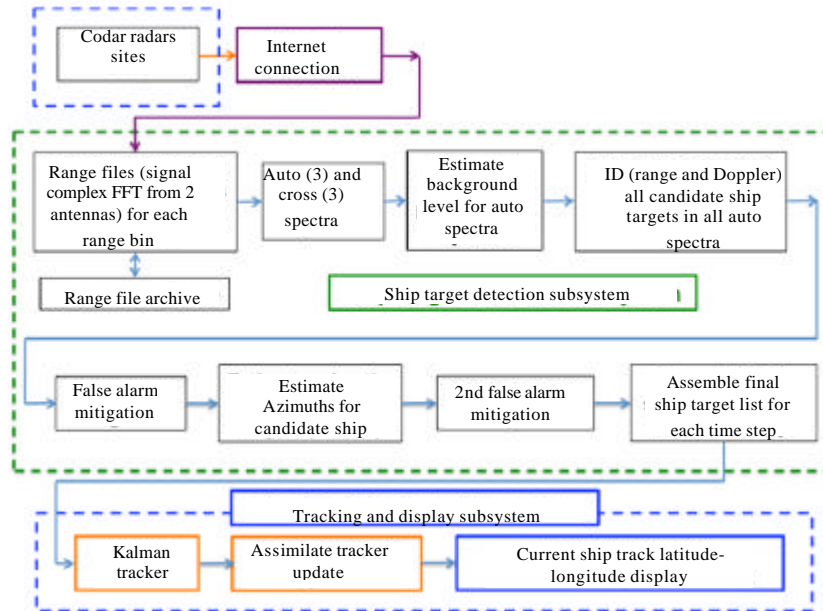 Codar radars
sites
Internet
connection
Range files (signal
complex FFT from 2
antennas) for each
range bin
Auto (3) and
cross (3)
spectra
Estimate
background
level for auto
spectra
ID (range and Doppler)
all candidate ship
targets in all auto
spectra
Range file archive
Ship target detection subsystem
False alarm
mitigation
Estimate
Azimuths for
candidate ship
2nd false alarm
mitigation
Assemble final
ship target list for
each time step
Tracking and display subsystem
Kalman
tracker
Assimilate tracker
update
Current ship track latitude-
longitude display